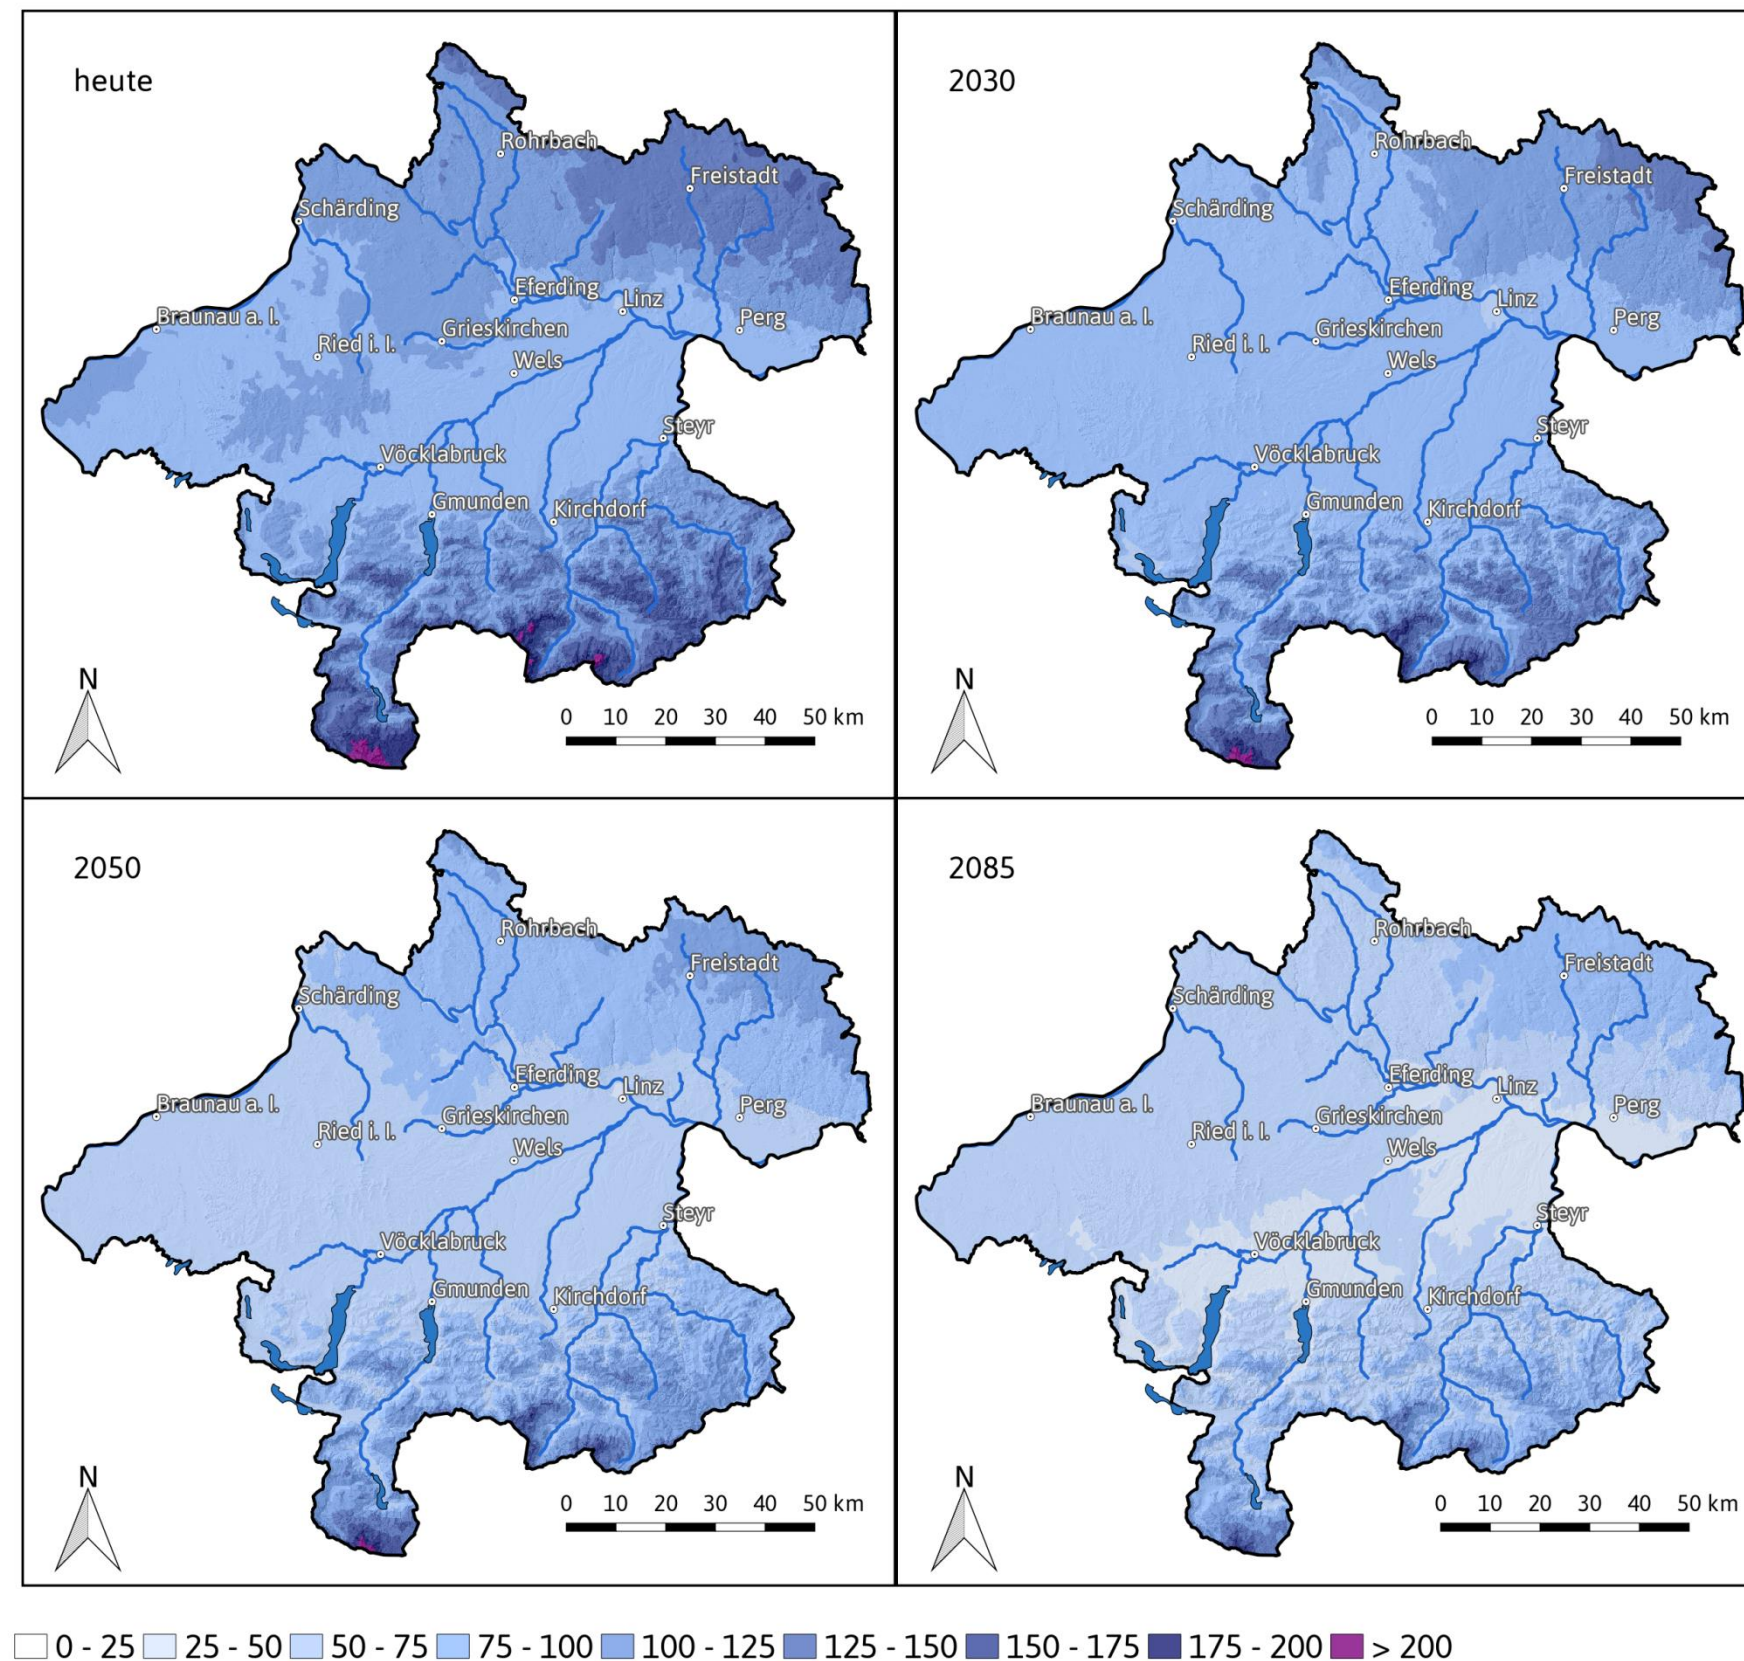 heute
Rohrbach
Freistadt
Schärding
Eferding
Linz
Braunau a. I.
Perg
Grieskirchen
Ried i. I.
Wels
Steyr
Vöcklabruck
Gmunden
Kirchdorf
N
0 10 20 30 40 50 km
2030
Rohrbach
Freistadt
Schärding
Eferding
Linz
Braunau a. I.
Perg
Grieskirchen
Ried i. I.
Wels
Steyr
Vöcklabruck
Gmunden
Kirchdorf
N
0 10 20 30 40 50 km
2050
Rohrbach
Freistadt
Schärding
Eferding
Linz
Braunau a. I.
Perg
Grieskirchen
Ried i. I.
Wels
Steyr
Vöcklabruck
Gmunden
Kirchdorf
N
0 10 20 30 40 50 km
2085
Rohrbach
Freistadt
Schärding
Eferding
Linz
Braunau a. I.
Perg
Grieskirchen
Ried i. I.
Wels
Steyr
Vöcklabruck
Gmunden
Kirchdorf
N
0 10 20 30 40 50 km
0 - 25 25 - 50 50 - 75 75 - 100 100 - 125 125 - 150 150 - 175 175 - 200 > 200